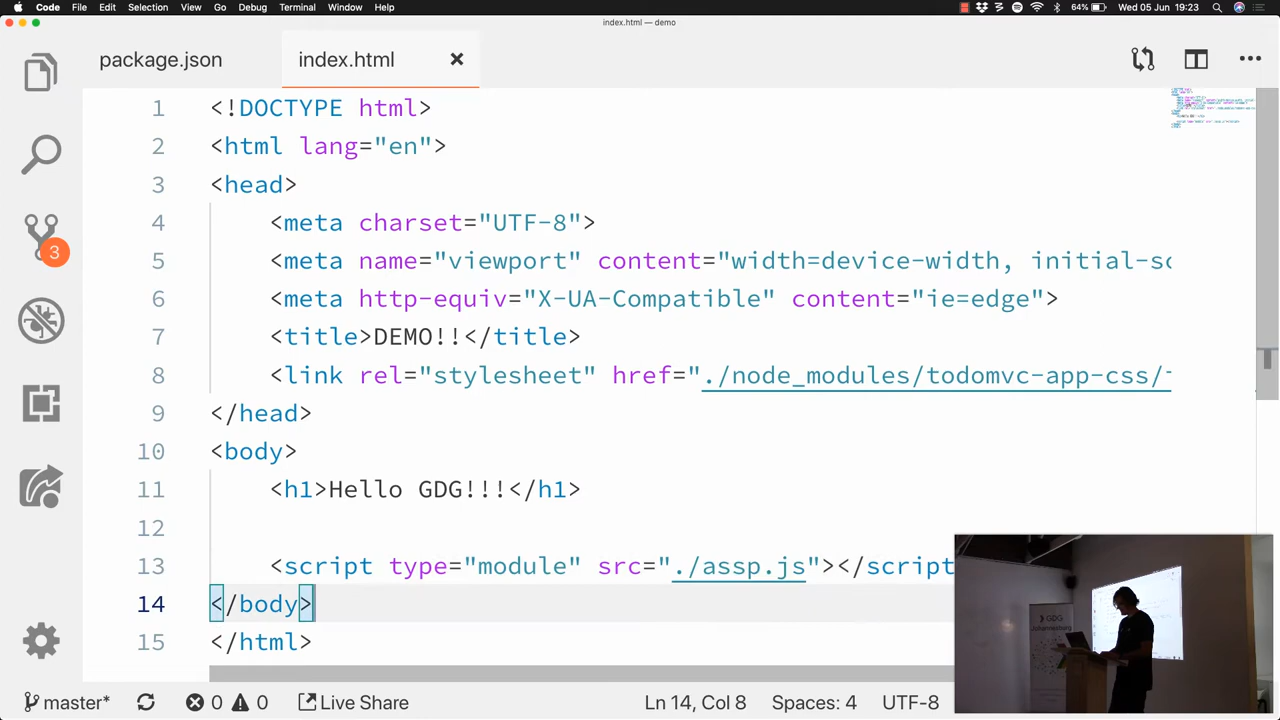 Code File Edit Selection View Go Debug Terminal Window Help 64% Wed 05 Jun 19:23
index.html — demo
package.json index.html
1 <!DOCTYPE html>
2 <html lang="en">
3 <head>
4 <meta charset="UTF-8">
5 <meta name="viewport" content="width=device-width, initial-sc
6 <meta http-equiv="X-UA-Compatible" content="ie=edge">
7 <title>DEMO!!</title>
8 <link rel="stylesheet" href="./node_modules/todomvc-app-css/
9 </head>
10 <body>
11 <h1>Hello GDG!!!</h1>
12
13 <script type="module" src="./assp.js"></script
14 </body>
15 </html>
3
GDG
Johannesburg
master* 0 0 Live Share Ln 14, Col 8 Spaces: 4 UTF-8